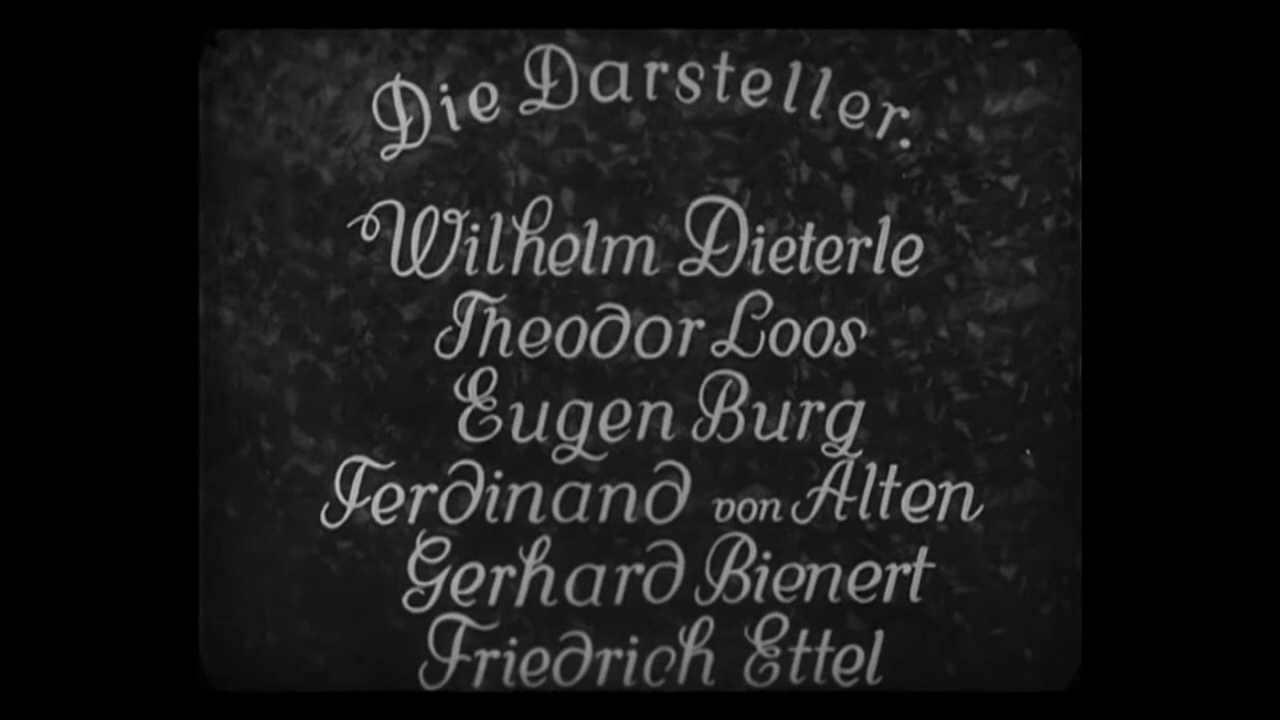 Die Darsteller.
Wilhelm Dieterle
Theodor Loos
Eugen Burg
Ferdinand von Alten
Gerhard Bienert
Friedrich Ettel